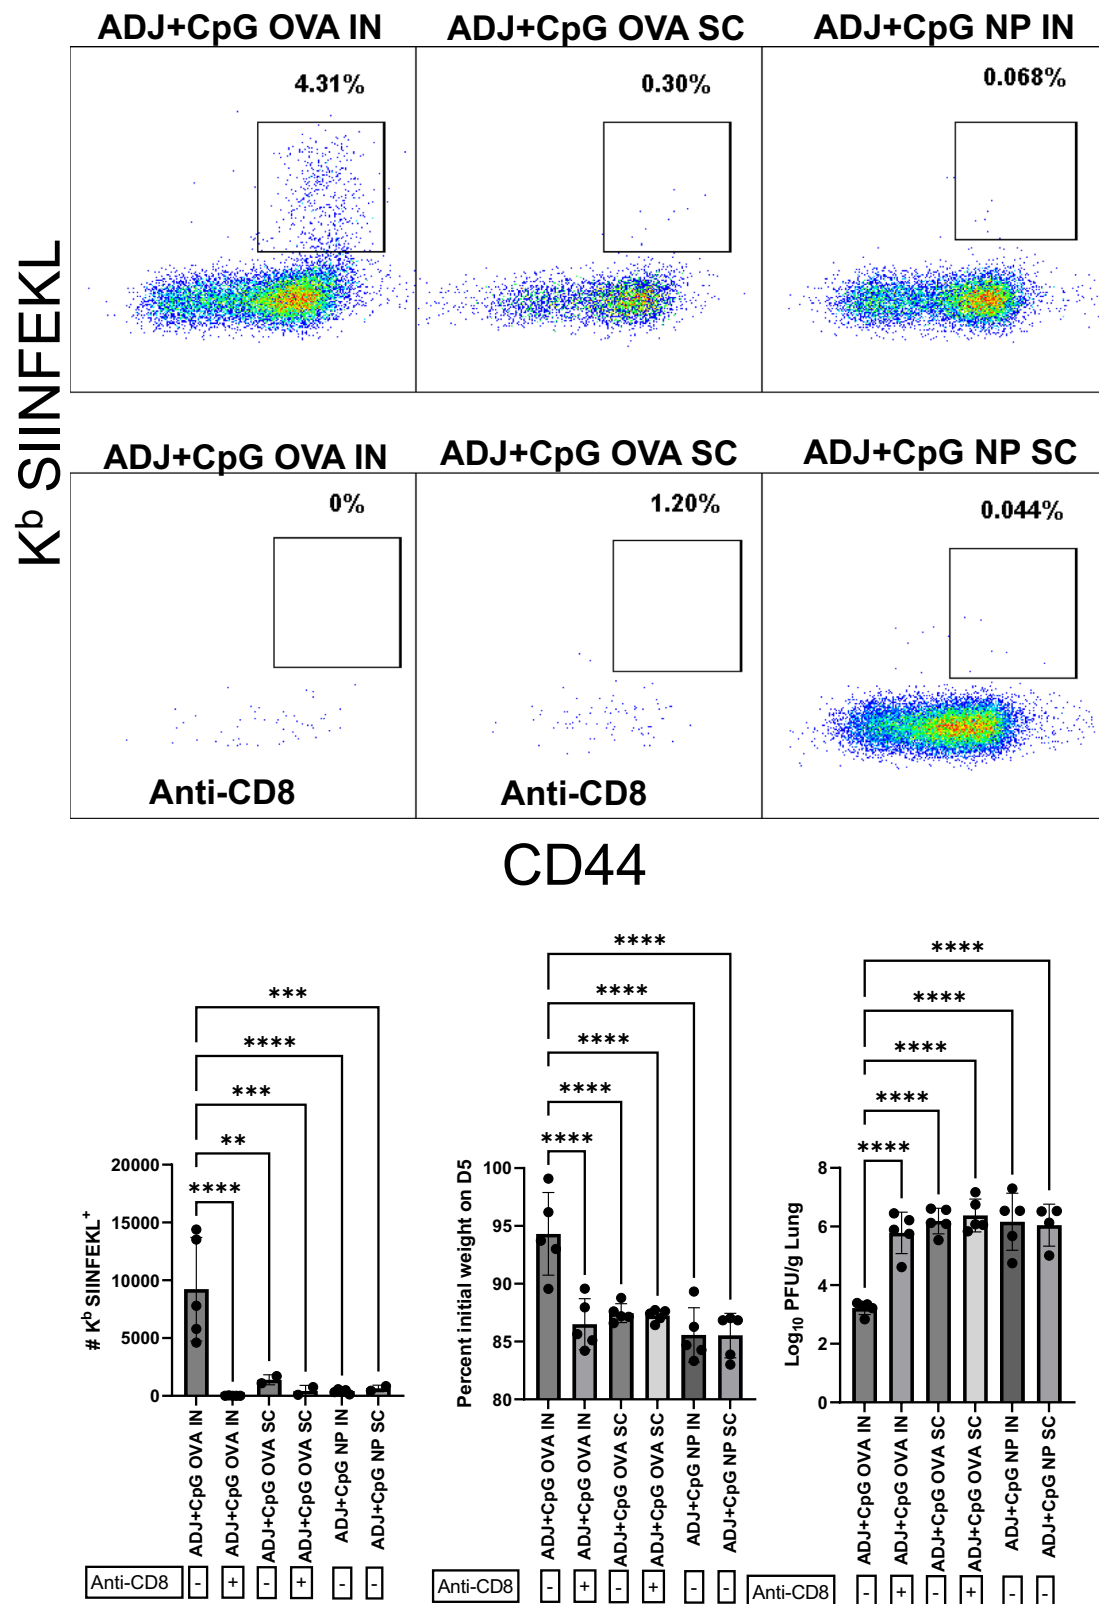 ADJ+CpG OVA IN
ADJ+CpG OVA SC
ADJ+CpG NP IN
4.31%
0.30%
0.068%
K^b SIINFEKL
ADJ+CpG OVA IN
ADJ+CpG OVA SC
ADJ+CpG NP SC
0%
1.20%
0.044%
Anti-CD8
Anti-CD8
CD44
# K^b SIINFEKL⁺
20000
15000
10000
5000
0
***
****
***
**
****
ADJ+CpG OVA IN
ADJ+CpG OVA IN
ADJ+CpG OVA SC
ADJ+CpG OVA SC
ADJ+CpG NP IN
ADJ+CpG NP SC
Anti-CD8 - + - + - -
Percent initial weight on D5
100
95
90
85
80
****
****
****
****
****
ADJ+CpG OVA IN
ADJ+CpG OVA IN
ADJ+CpG OVA SC
ADJ+CpG OVA SC
ADJ+CpG NP IN
ADJ+CpG NP SC
Anti-CD8 - + - + - -
Log₁₀ PFU/g Lung
8
6
4
2
0
****
****
****
****
****
ADJ+CpG OVA IN
ADJ+CpG OVA IN
ADJ+CpG OVA SC
ADJ+CpG OVA SC
ADJ+CpG NP IN
ADJ+CpG NP SC
Anti-CD8 - + - + - -